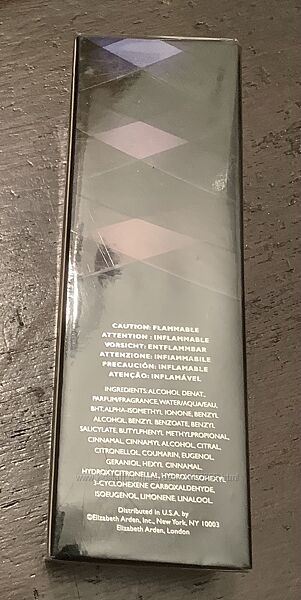 CAUTION: FLAMMABLE
ATTENTION : INFLAMMABLE
VORSICHT: ENTFLAMMBAR
ATTENZIONE: INFIAMMABILE
PRECAUCIÓN: INFLAMABLE
ATENÇÃO: INFLAMÁVEL
INGREDIENTS: ALCOHOL DENAT.,
PARFUM/FRAGRANCE, WATER/AQUA/EAU,
BHT, ALPHA-ISOMETHYL IONONE, BENZYL
ALCOHOL, BENZYL BENZOATE, BENZYL
SALICYLATE, BUTYLPHENYL METHYLPROPIONAL,
CINNAMAL, CINNAMYL ALCOHOL, CITRAL,
CITRONELLOL, COUMARIN, EUGENOL,
GERANIOL, HEXYL CINNAMAL,
HYDROXYCITRONELLAL, HYDROXYISOHEXYL
3-CYCLOHEXENE CARBOXALDEHYDE,
ISOEUGENOL, LIMONENE, LINALOOL.
Distributed in U.S.A. by
©Elizabeth Arden, Inc., New York, NY 10003
Elizabeth Arden, London